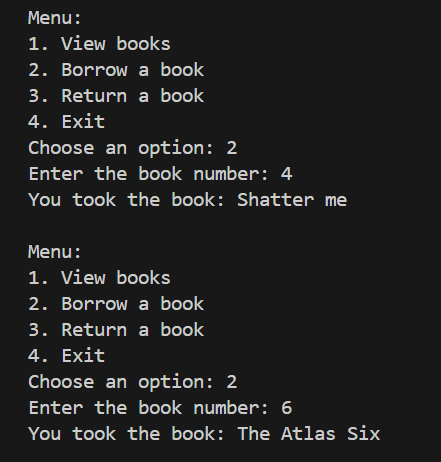 Menu:
1. View books
2. Borrow a book
3. Return a book
4. Exit
Choose an option: 2
Enter the book number: 4
You took the book: Shatter me

Menu:
1. View books
2. Borrow a book
3. Return a book
4. Exit
Choose an option: 2
Enter the book number: 6
You took the book: The Atlas Six